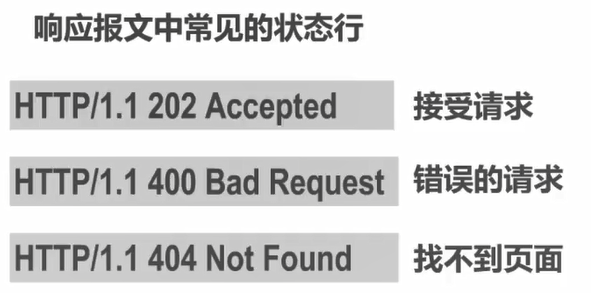 响应报文中常见的状态行
HTTP/1.1 202 Accepted 接受请求
HTTP/1.1 400 Bad Request 错误的请求
HTTP/1.1 404 Not Found 找不到页面